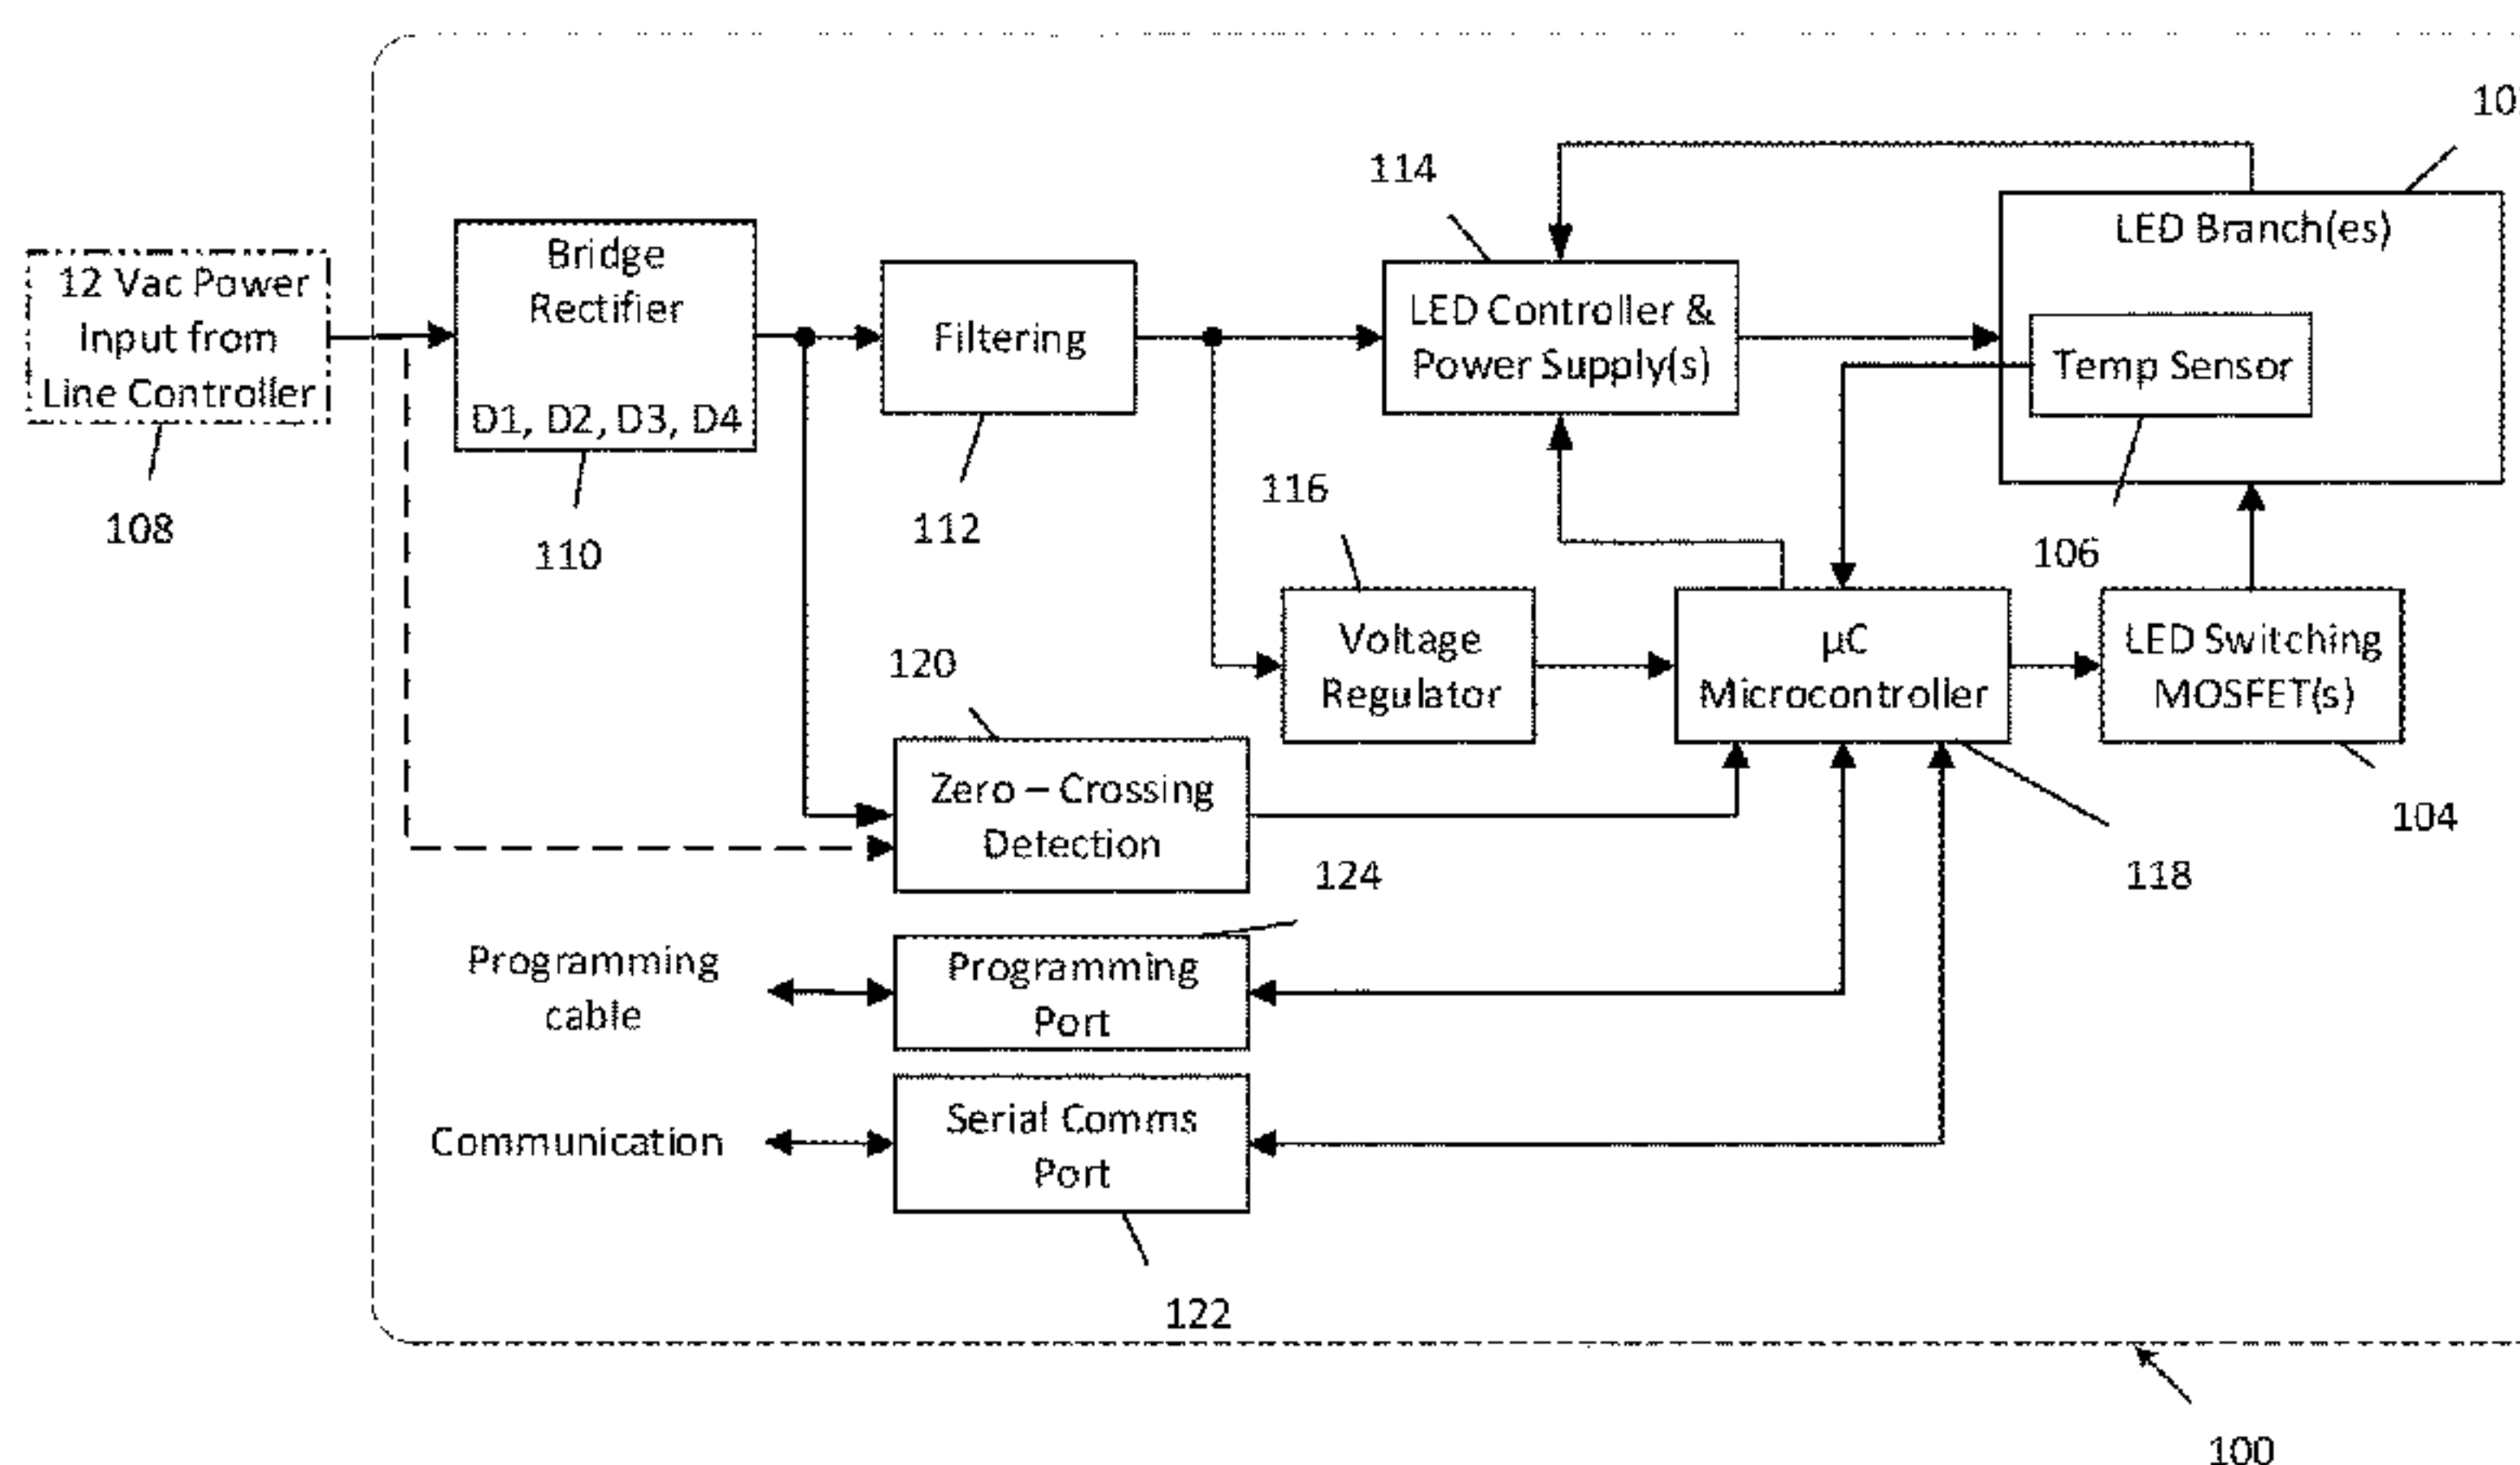 10
114
LED Branch(es)
Bridge
Rectifier
D1, D2, D3, D4
12 Vac Power
Input from
Line Controller
Filtering
LED Controller &
Power Supply(s)
Temp Sensor
108
110
112
116
106
120
Voltage
Regulator
µC
Microcontroller
LED Switching
MOSFET(s)
Zero – Crossing
Detection
104
124
118
Programming
cable
Programming
Port
Communication
Serial Comms
Port
122
100